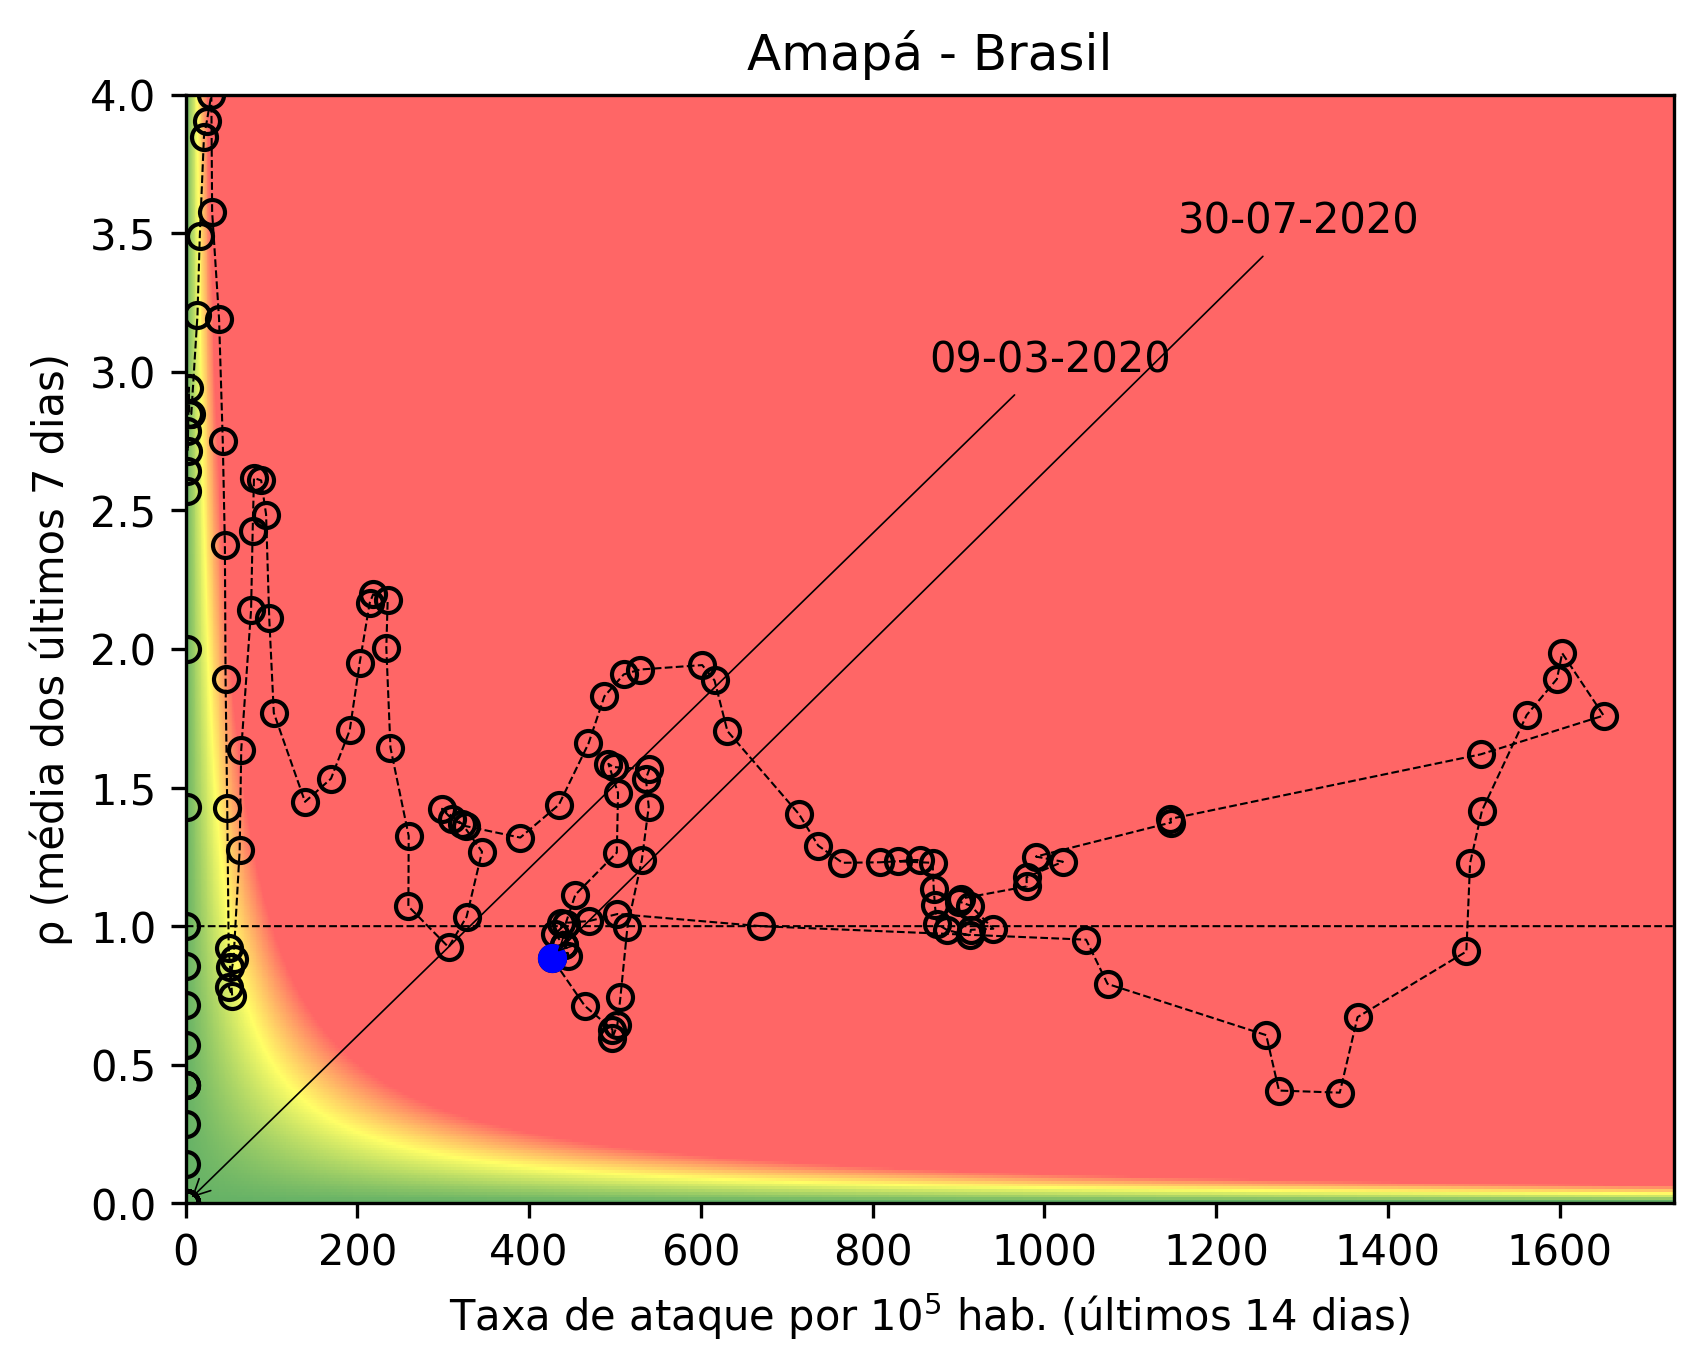 Amapá - Brasil
4.0
3.5
3.0
2.5
2.0
1.5
1.0
0.5
0.0
ρ (média dos últimos 7 dias)
30-07-2020
09-03-2020
0 200 400 600 800 1000 1200 1400 1600
Taxa de ataque por 10⁵ hab. (últimos 14 dias)